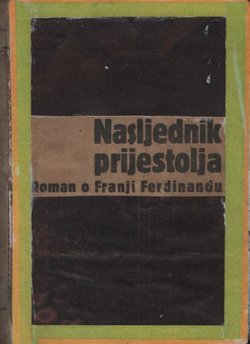 Nasljednik
prijestolja
Roman o Franji Ferdinandu